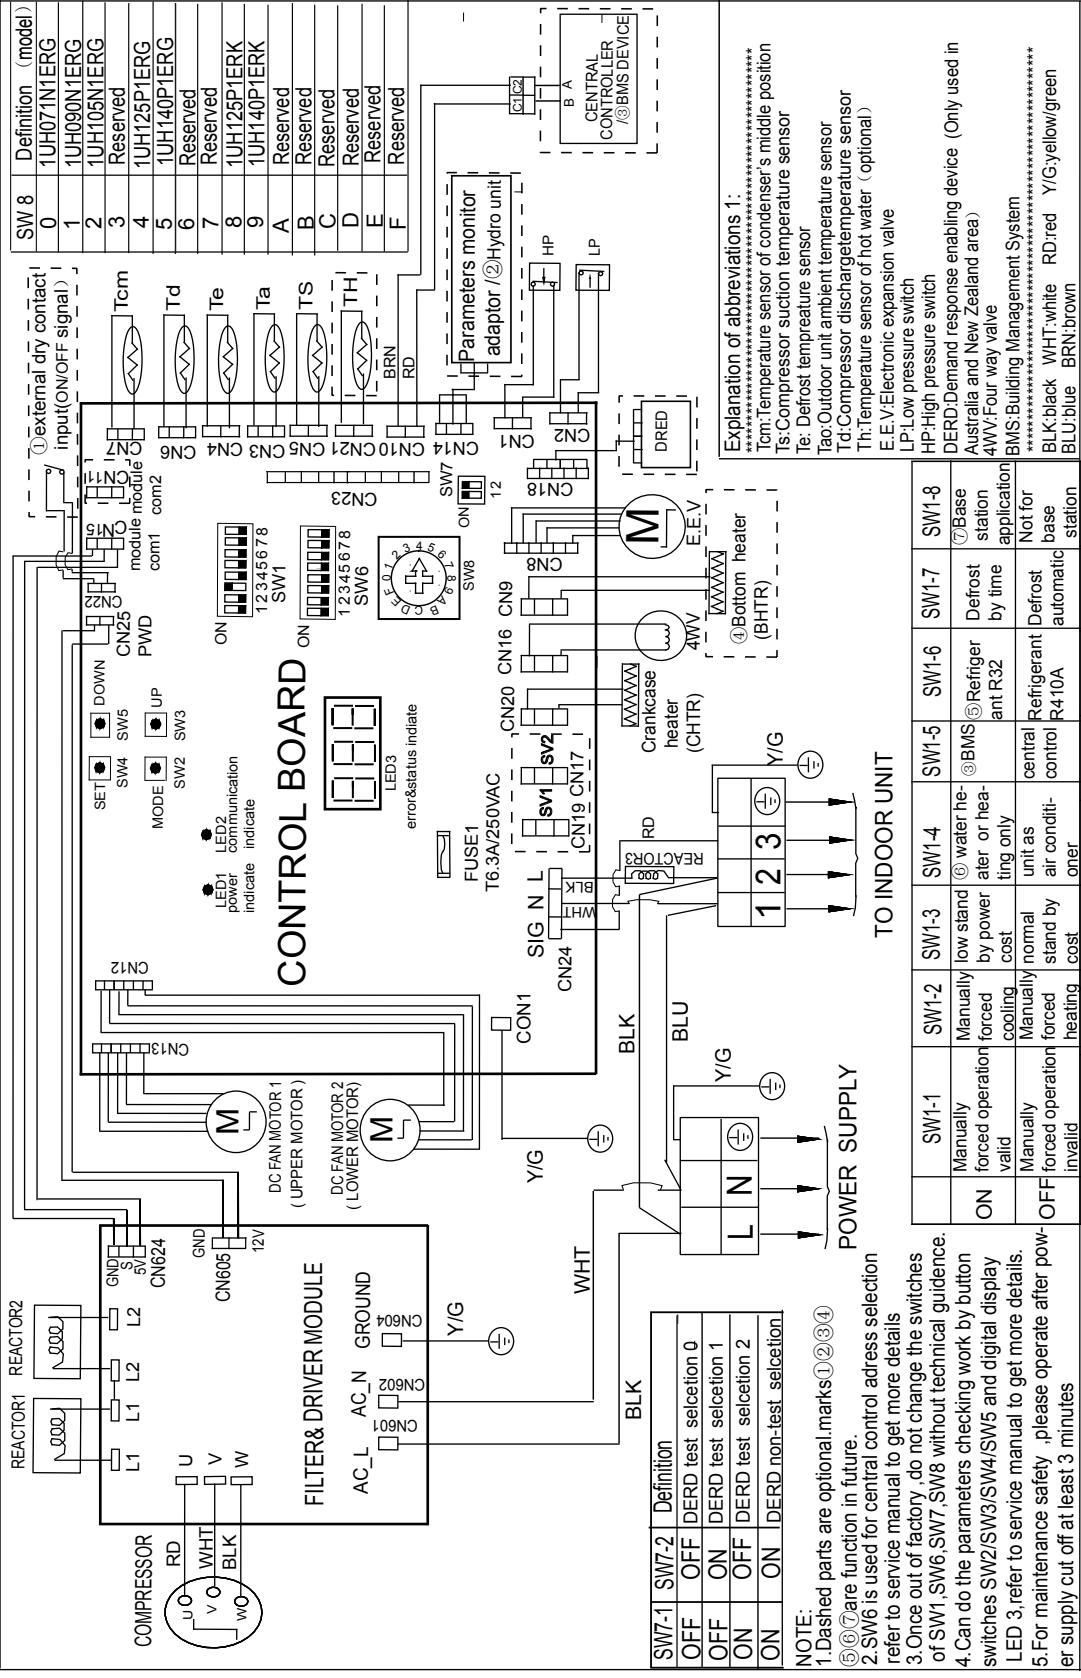 COMPRESSOR
RD
WHT
BLK
U
V
W
U
V
W
REACTOR1
REACTOR2
L1
L1
L2
L2
GND
S
5V
CN624
GND
12V
CN605
FILTER& DRIVER MODULE
AC_L
AC_N
GROUND
CN601
CN602
CN604
Y/G
BLK
WHT
DC FAN MOTOR 1
( UPPER MOTOR )
DC FAN MOTOR 2
( LOWER MOTOR)
M
M
CN13
CN12
Y/G
CON1
CONTROL BOARD
LED1
power
indicate
LED2
communication
indicate
SET
SW4
DOWN
SW5
MODE
SW2
UP
SW3
LED3
error&status indiate
FUSE1
T6.3A/250VAC
CN25
PWD
CN22
CN15
module
com1
CN11
module
com2
①external dry contact
input(ON/OFF signal)
ON
12345678
SW1
ON
12345678
SW6
0123456789ABCDEF
SW8
ON
12
SW7
CN23
CN7
CN6
CN4
CN3
CN5
CN21
CN10
CN14
CN1
CN2
CN18
CN8
CN9
CN16
CN20
Tcm
Td
Te
Ta
TS
TH
BRN
RD
C1
C2
B
A
CENTRAL
CONTROLLER
/③BMS DEVICE
Parameters monitor
adaptor /②Hydro unit
HP
LP
DRED
M
E.E.V
④Bottom heater
(BHTR)
4WV
Crankcase
heater
(CHTR)
SV1
SV2
CN19
CN17
SIG N L
CN24
WHT
BLK
RD
REACTOR3
BLK
BLU
Y/G
1 2 3
Y/G
TO INDOOR UNIT
L N
POWER SUPPLY
SW 8 Definition (model)
0 1UH071N1ERG
1 1UH090N1ERG
2 1UH105N1ERG
3 Reserved
4 1UH125P1ERG
5 1UH140P1ERG
6 Reserved
7 Reserved
8 1UH125P1ERK
9 1UH140P1ERK
A Reserved
B Reserved
C Reserved
D Reserved
E Reserved
F Reserved
Explanation of abbreviations 1:
Tcm:Temperature sensor of condenser's middle position
Ts:Compressor suction temperature sensor
Te: Defrost tempreature sensor
Tao:Outdoor unit ambient temperature sensor
Td:Compressor dischargetemperature sensor
Th:Temperature sensor of hot water（optional）
E.E.V:Electronic expansion valve
LP:Low pressure switch
HP:High pressure switch
DERD:Demand response enabling device (Only used in
Australia and New Zealand area)
4WV:Four way valve
BMS:Building Management System
BLK:black WHT:white RD:red Y/G:yellow/green
BLU:blue BRN:brown
SW7-1 SW7-2 Definition
OFF OFF DERD test selcetion 0
OFF ON DERD test selcetion 1
ON OFF DERD test selcetion 2
ON ON DERD non-test selcetion
NOTE:
1.Dashed parts are optional.marks①②③④
⑤⑥⑦are function in future.
2.SW6 is used for central control adress selection
refer to service manual to get more details
3.Once out of factory ,do not change the switches
of SW1,SW6,SW7,SW8 without technical guidence.
4.Can do the parameters checking work by button
switches SW2/SW3/SW4/SW5 and digital display
LED 3,refer to service manual to get more details.
5.For maintenance safety ,please operate after pow-
er supply cut off at least 3 minutes
SW1-1 SW1-2 SW1-3 SW1-4 SW1-5 SW1-6 SW1-7 SW1-8
ON
Manually
forced operation
valid
Manually
forced
cooling
low stand
by power
cost
⑥ water he-
ater or hea-
ting only
③BMS
⑤Refriger
ant R32
Defrost
by time
⑦Base
station
application
OFF
Manually
forced operation
invalid
Manually
forced
heating
normal
stand by
cost
unit as
air conditi-
oner
central
control
Refrigerant
R410A
Defrost
automatic
Not for
base
station